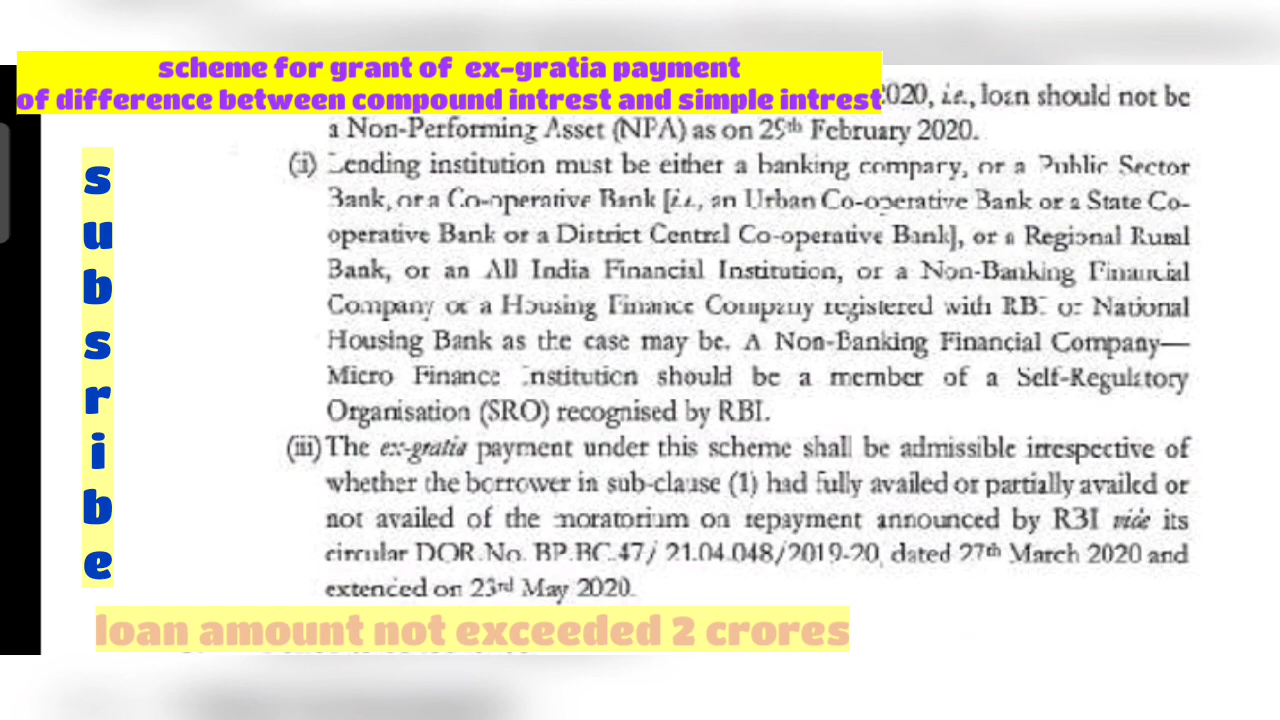 scheme for grant of ex-gratia payment
of difference between compound intrest and simple intrest
2020, i.e., loan should not be
a Non-Performing Asset (NPA) as on 29th February 2020.
(i) Lending institution must be either a banking company, or a Public Sector
Bank, or a Co-operative Bank [i.e., an Urban Co-operative Bank or a State Co-
operative Bank or a District Central Co-operative Bank], or a Regional Rural
Bank, or an All India Financial Institution, or a Non-Banking Financial
Company or a Housing Finance Company registered with RBI or National
Housing Bank as the case may be. A Non-Banking Financial Company—
Micro Finance Institution should be a member of a Self-Regulatory
Organisation (SRO) recognised by RBI.
(iii) The ex-gratia payment under this scheme shall be admissible irrespective of
whether the borrower in sub-clause (1) had fully availed or partially availed or
not availed of the moratorium on repayment announced by RBI vide its
circular DOR.No. BP.BC.47/ 21.04.048/2019-20, dated 27th March 2020 and
extended on 23rd May 2020.
loan amount not exceeded 2 crores
s
u
b
s
r
i
b
e